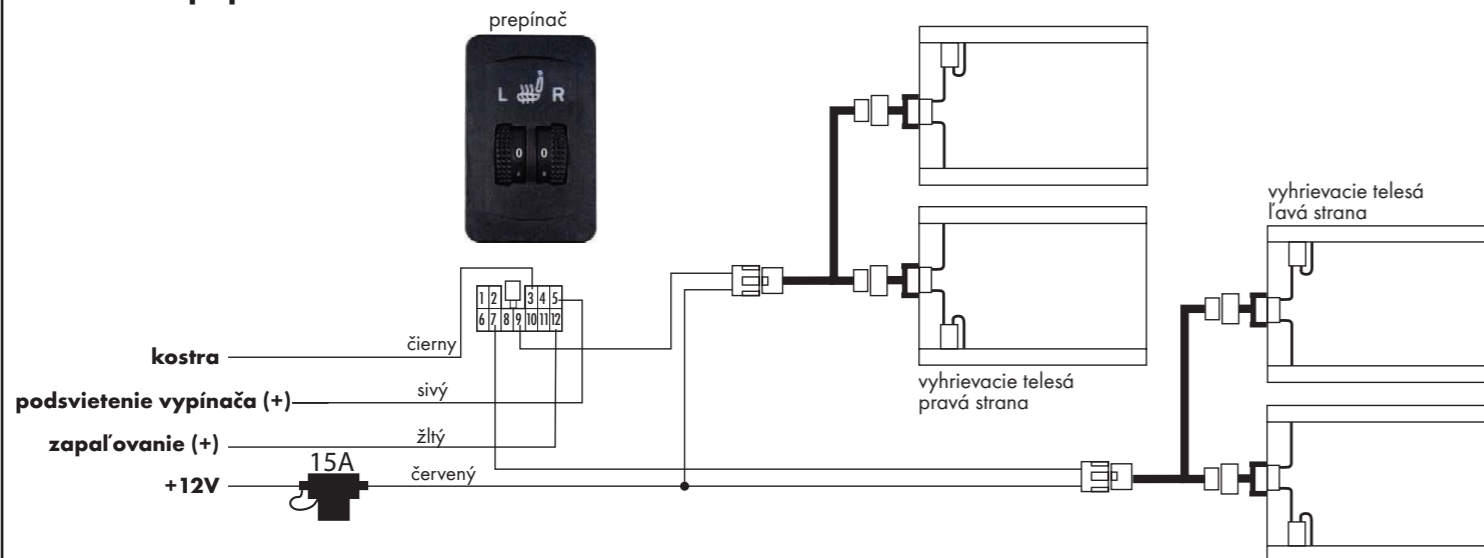 prepínač
L R
0 0
vyhrievacie telesá
ľavá strana
1 2 3 4 5
6 7 8 9 10 11 12
kostra čierny
vyhrievacie telesá
pravá strana
podsvietenie vypínača (+) sivý
zapaľovanie (+) žltý
15A
+12V červený